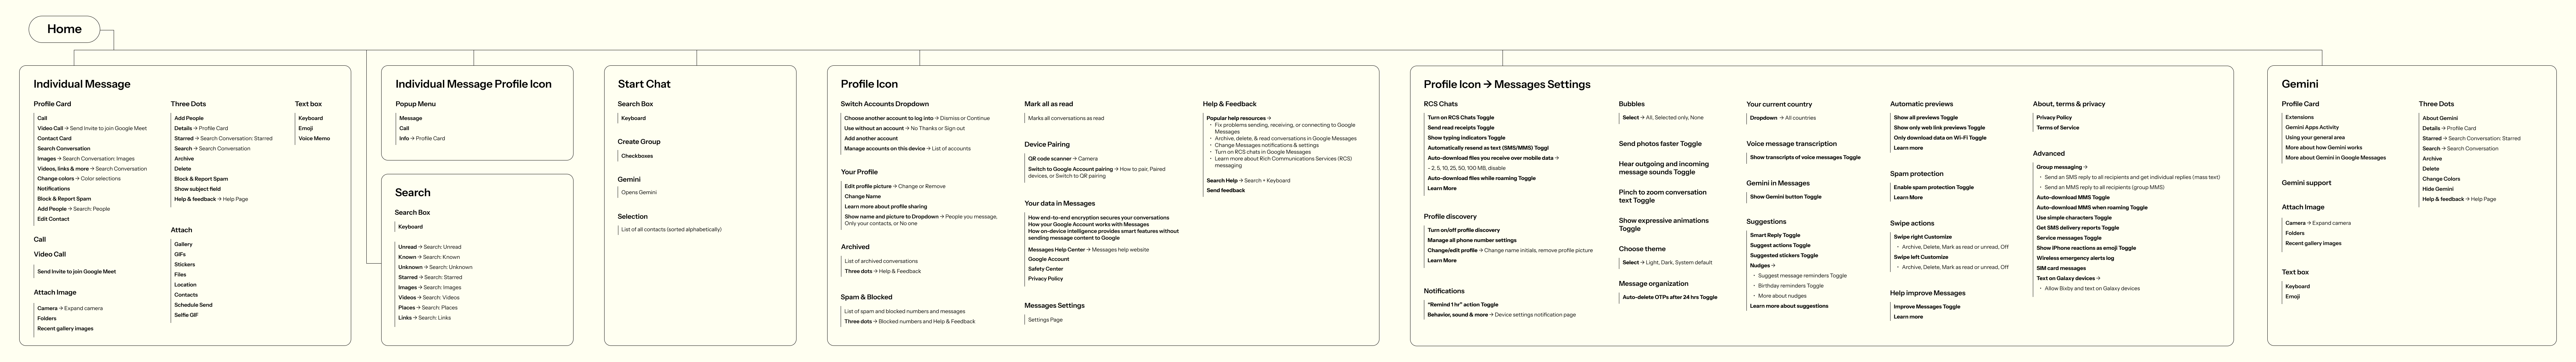 Home
Individual Message
Profile Card
Call
Video Call → Send Invite to join Google Meet
Contact Card
Search Conversation
Images → Search Conversation: Images
Videos, links & more → Search Conversation
Change colors → Color selections
Notifications
Block & Report Spam
Add People → Search: People
Edit Contact
Call
Video Call
Send Invite to join Google Meet
Attach Image
Camera → Expand camera
Folders
Recent gallery images
Three Dots
Add People
Details → Profile Card
Starred → Search Conversation: Starred
Search → Search Conversation
Archive
Delete
Block & Report Spam
Show subject field
Help & feedback → Help Page
Attach
Gallery
GIFs
Stickers
Files
Location
Contacts
Schedule Send
Selfie GIF
Text box
Keyboard
Emoji
Voice Memo
Individual Message Profile Icon
Popup Menu
Message
Call
Info → Profile Card
Search
Search Box
Keyboard
Unread → Search: Unread
Known → Search: Known
Unknown → Search: Unknown
Starred → Search: Starred
Images → Search: Images
Videos → Search: Videos
Places → Search: Places
Links → Search: Links
Start Chat
Search Box
Keyboard
Create Group
Checkboxes
Gemini
Opens Gemini
Selection
List of all contacts (sorted alphabetically)
Profile Icon
Switch Accounts Dropdown
Choose another account to log into → Dismiss or Continue
Use without an account → No Thanks or Sign out
Add another account
Manage accounts on this device → List of accounts
Your Profile
Edit profile picture → Change or Remove
Change Name
Learn more about profile sharing
Show name and picture to Dropdown → People you message,
Only your contacts, or No one
Archived
List of archived conversations
Three dots → Help & Feedback
Spam & Blocked
List of spam and blocked numbers and messages
Three dots → Blocked numbers and Help & Feedback
Mark all as read
Marks all conversations as read
Device Pairing
QR code scanner → Camera
Switch to Google Account pairing → How to pair, Paired
devices, or Switch to QR pairing
Your data in Messages
How end-to-end encryption secures your conversations
How your Google Account works with Messages
How on-device intelligence provides smart features without
sending message content to Google
Messages Help Center → Messages help website
Google Account
Safety Center
Privacy Policy
Messages Settings
Settings Page
Help & Feedback
Popular help resources →
• Fix problems sending, receiving, or connecting to Google
Messages
• Archive, delete, & read conversations in Google Messages
• Change Messages notifications & settings
• Turn on RCS chats in Google Messages
• Learn more about Rich Communications Services (RCS)
messaging
Search Help → Search + Keyboard
Send feedback
Profile Icon → Messages Settings
RCS Chats
Turn on RCS Chats Toggle
Send read receipts Toggle
Show typing indicators Toggle
Automatically resend as text (SMS/MMS) Toggl
Auto-download files you receive over mobile data →
- 2, 5, 10, 25, 50, 100 MB, disable
Auto-download files while roaming Toggle
Learn More
Profile discovery
Turn on/off profile discovery
Manage all phone number settings
Change/edit profile → Change name initials, remove profile picture
Learn More
Notifications
“Remind 1 hr” action Toggle
Behavior, sound & more → Device settings notification page
Bubbles
Select → All, Selected only, None
Send photos faster Toggle
Hear outgoing and incoming
message sounds Toggle
Pinch to zoom conversation
text Toggle
Show expressive animations
Toggle
Choose theme
Select → Light, Dark, System default
Message organization
Auto-delete OTPs after 24 hrs Toggle
Your current country
Dropdown → All countries
Voice message transcription
Show transcripts of voice messages Toggle
Gemini in Messages
Show Gemini button Toggle
Suggestions
Smart Reply Toggle
Suggest actions Toggle
Suggested stickers Toggle
Nudges →
• Suggest message reminders Toggle
• Birthday reminders Toggle
• More about nudges
Learn more about suggestions
Automatic previews
Show all previews Toggle
Show only web link previews Toggle
Only download data on Wi-Fi Toggle
Learn more
Spam protection
Enable spam protection Toggle
Learn More
Swipe actions
Swipe right Customize
• Archive, Delete, Mark as read or unread, Off
Swipe left Customize
• Archive, Delete, Mark as read or unread, Off
Help improve Messages
Improve Messages Toggle
Learn more
About, terms & privacy
Privacy Policy
Terms of Service
Advanced
Group messaging →
• Send an SMS reply to all recipients and get individual replies (mass text)
• Send an MMS reply to all recipients (group MMS)
Auto-download MMS Toggle
Auto-download MMS when roaming Toggle
Use simple characters Toggle
Get SMS delivery reports Toggle
Service messages Toggle
Show iPhone reactions as emoji Toggle
Wireless emergency alerts log
SIM card messages
Text on Galaxy devices →
• Allow Bixby and text on Galaxy devices
Gemini
Profile Card
Extensions
Gemini Apps Activity
Using your general area
More about how Gemini works
More about Gemini in Google Messages
Gemini support
Attach Image
Camera → Expand camera
Folders
Recent gallery images
Text box
Keyboard
Emoji
Three Dots
About Gemini
Details → Profile Card
Starred → Search Conversation: Starred
Search → Search Conversation
Archive
Delete
Change Colors
Hide Gemini
Help & feedback → Help Page